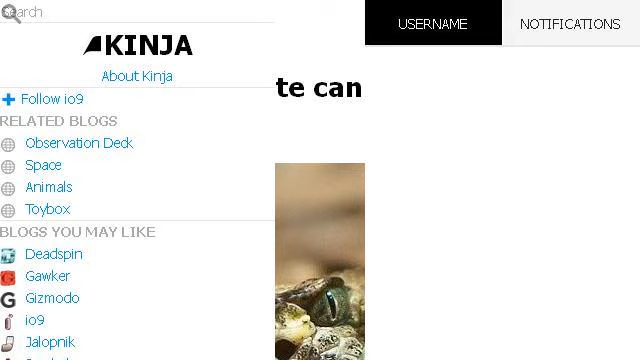 Search
USERNAME
NOTIFICATIONS
KINJA
About Kinja
te can
Follow io9
RELATED BLOGS
Observation Deck
Space
Animals
Toybox
BLOGS YOU MAY LIKE
Deadspin
Gawker
Gizmodo
io9
Jalopnik